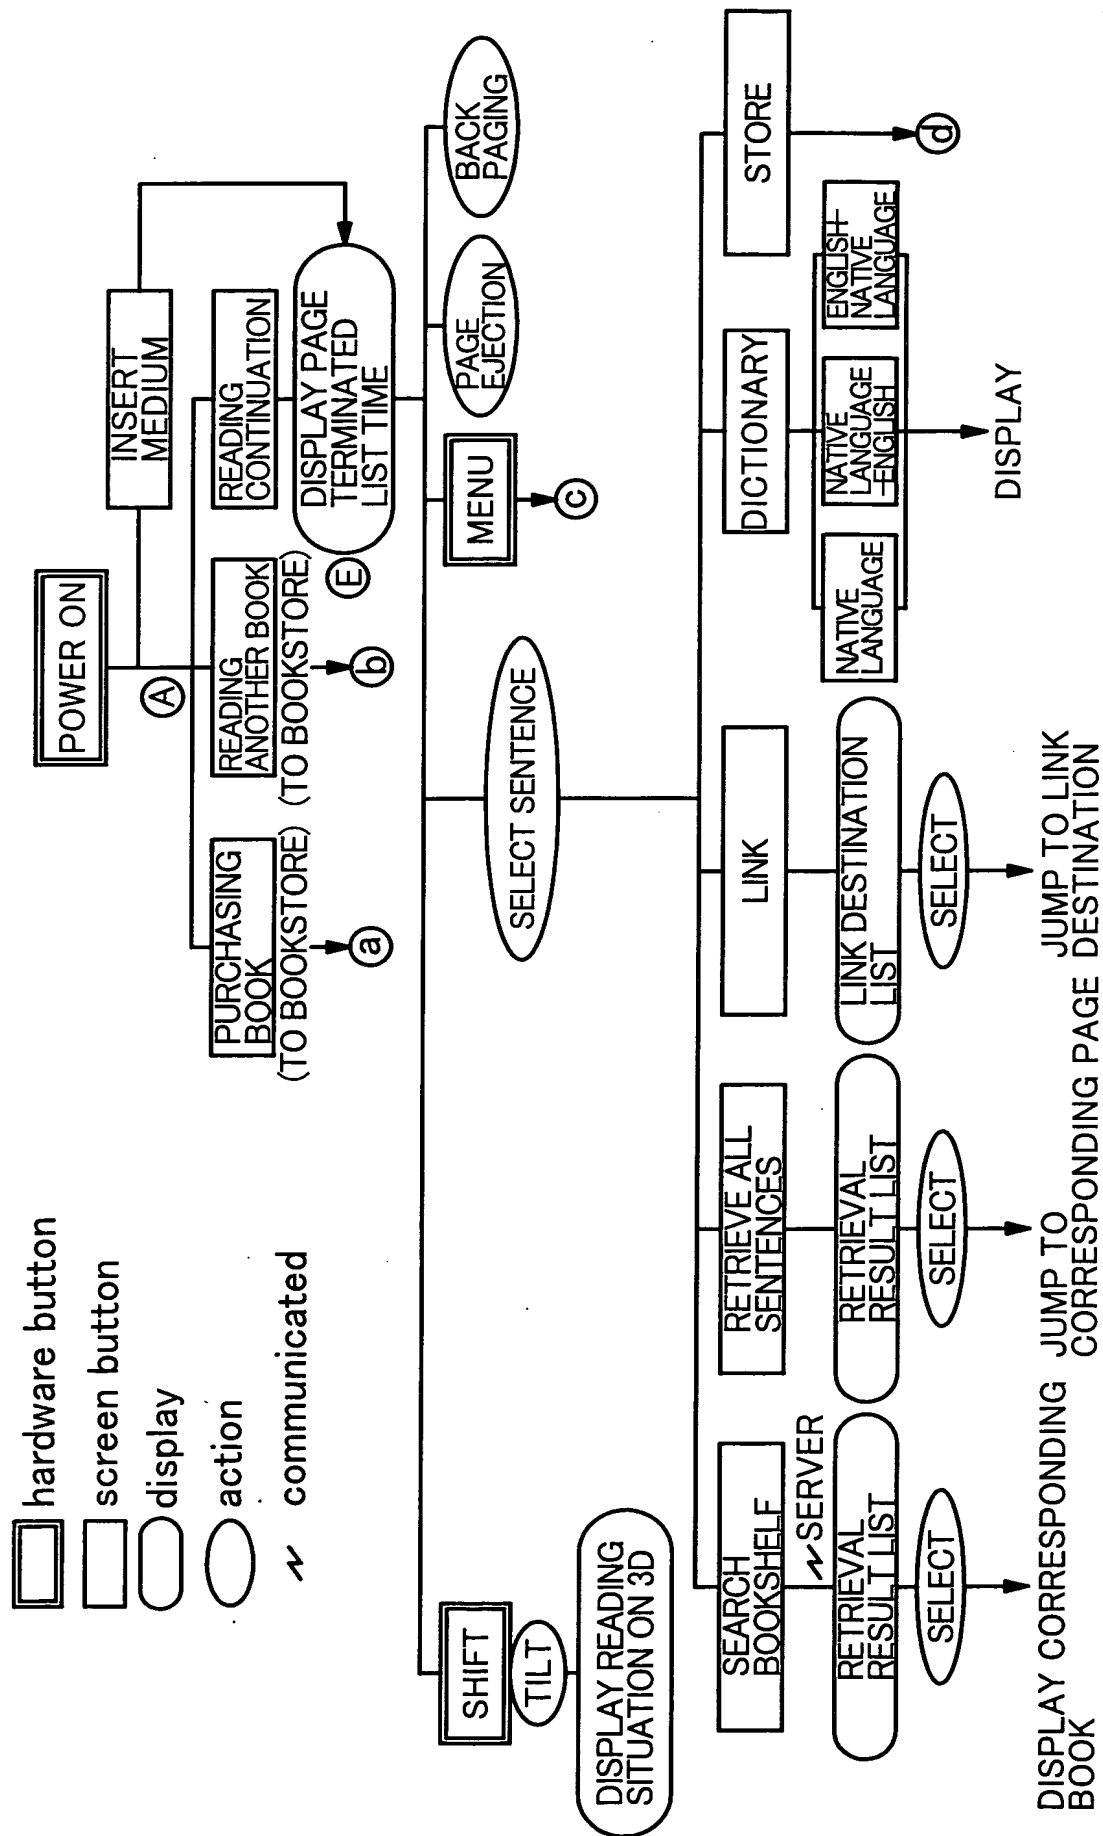 hardware button
screen button
display
action
communicated
POWER ON
INSERT
MEDIUM
A
PURCHASING
BOOK
(TO BOOKSTORE)
a
READING
ANOTHER BOOK
(TO BOOKSTORE)
b
READING
CONTINUATION
E
DISPLAY PAGE
TERMINATED
LIST TIME
SHIFT
TILT
DISPLAY READING
SITUATION ON 3D
SELECT SENTENCE
MENU
c
PAGE
EJECTION
BACK
PAGING
SEARCH
BOOKSHELF
SERVER
RETRIEVAL
RESULT LIST
SELECT
DISPLAY CORRESPONDING
BOOK
RETRIEVE ALL
SENTENCES
RETRIEVAL
RESULT LIST
SELECT
JUMP TO
CORRESPONDING PAGE
LINK
LINK DESTINATION
LIST
SELECT
JUMP TO LINK
DESTINATION
DICTIONARY
NATIVE
LANGUAGE
NATIVE
LANGUAGE
-ENGLISH
ENGLISH-
NATIVE
LANGUAGE
DISPLAY
STORE
d